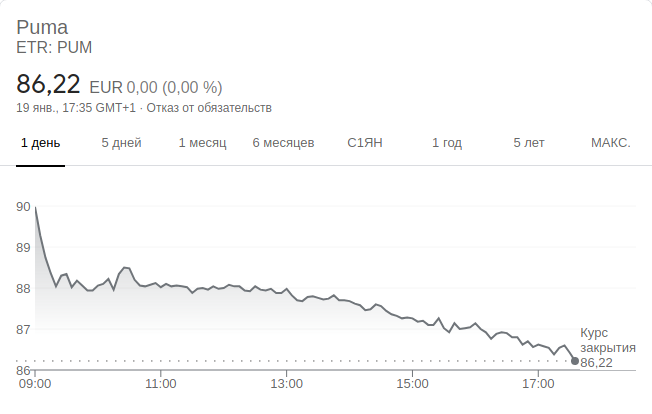 Puma
ETR: PUM
86,22 EUR 0,00 (0,00 %)
19 янв., 17:35 GMT+1 · Отказ от обязательств
1 день 5 дней 1 месяц 6 месяцев С1ЯН 1 год 5 лет МАКС.
90
89
88
87
86
Курс
закрытия
86,22
09:00 11:00 13:00 15:00 17:00